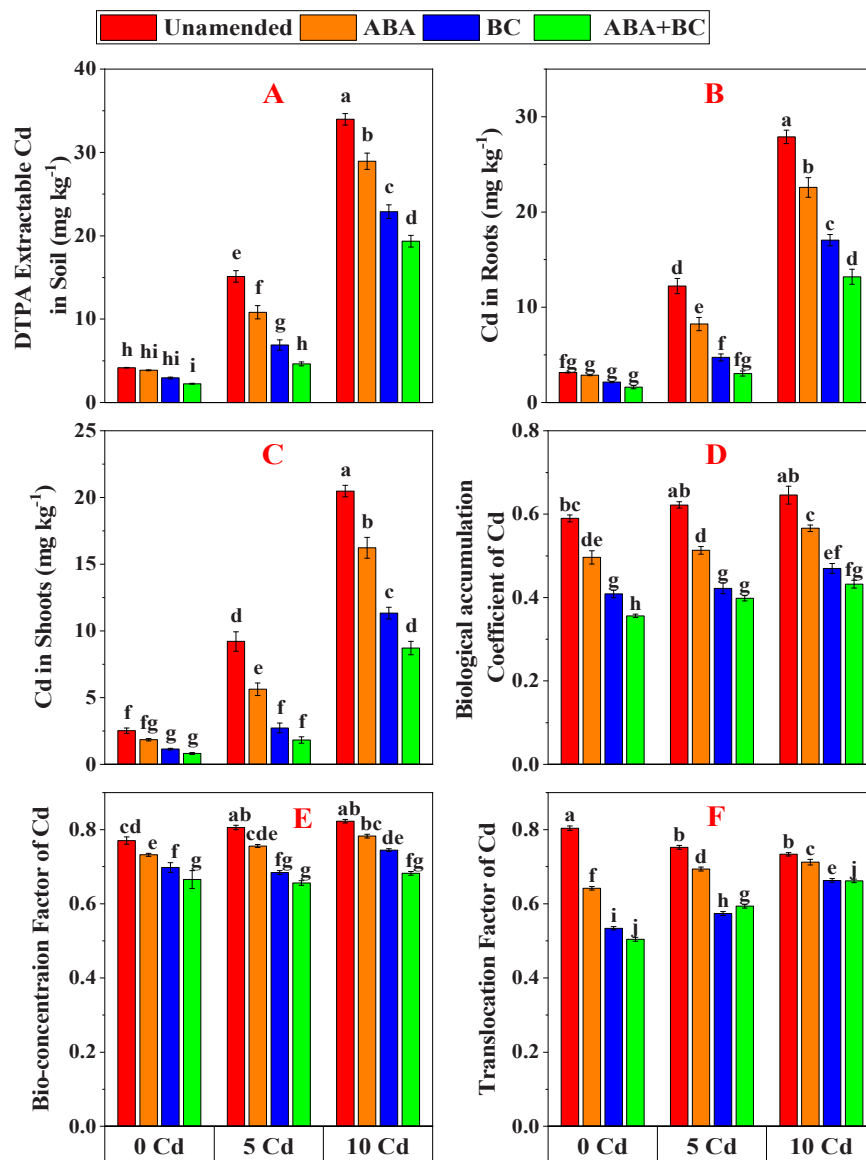 Unamended ABA BC ABA+BC
A
DTPA Extractable Cd
in Soil (mg kg-1)
40
30
20
10
0
h hi hi i
e f g h
a b c d
B
Cd in Roots (mg kg-1)
30
20
10
0
fg g g g
d e f fg
a b c d
C
Cd in Shoots (mg kg-1)
25
20
15
10
5
0
f fg g g
e e f f
a b c d
D
Biological accumulation
Coefficient of Cd
0.8
0.6
0.4
0.2
0.0
bc de g h
ab d g g
ab c ef fg
E
Bio-concentraion Factor of Cd
0.8
0.6
0.4
0.2
0.0
cd e f g
ab cde fg g
ab bc de fg
0 Cd 5 Cd 10 Cd
F
Translocation Factor of Cd
0.8
0.6
0.4
0.2
0.0
a f i j
b d h g
b c e j
0 Cd 5 Cd 10 Cd